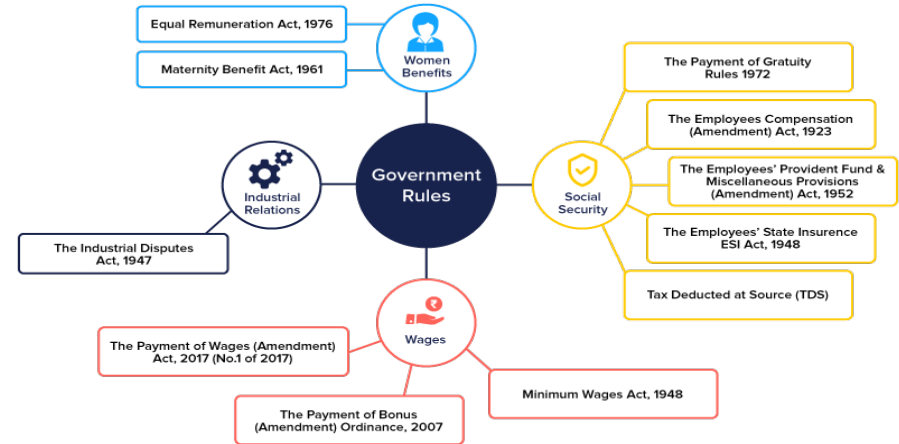 Equal Remuneration Act, 1976
Maternity Benefit Act, 1961
Women
Benefits
Government
Rules
Industrial
Relations
The Industrial Disputes
Act, 1947
Social
Security
The Payment of Gratuity
Rules 1972
The Employees Compensation
(Amendment) Act, 1923
The Employees' Provident Fund &
Miscellaneous Provisions
(Amendment) Act, 1952
The Employees' State Insurence
ESI Act, 1948
Tax Deducted at Source (TDS)
Wages
The Payment of Wages (Amendment)
Act, 2017 (No.1 of 2017)
The Payment of Bonus
(Amendment) Ordinance, 2007
Minimum Wages Act, 1948